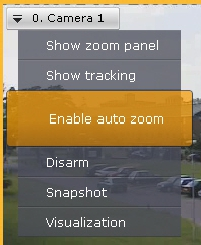 0. Camera 1
Show zoom panel
Show tracking
Enable auto zoom
Disarm
Snapshot
Visualization